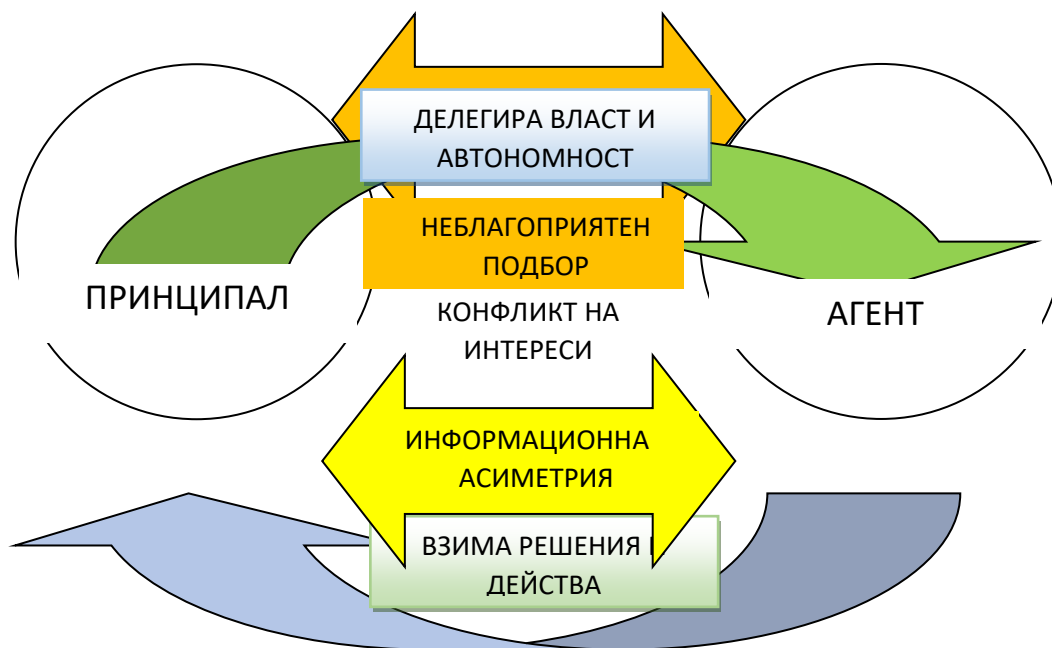 ДЕЛЕГИРА ВЛАСТ И
АВТОНОМНОСТ
НЕБЛАГОПРИЯТЕН
ПОДБОР
ПРИНЦИПАЛ
КОНФЛИКТ НА
ИНТЕРЕСИ
АГЕНТ
ИНФОРМАЦИОННА
АСИМЕТРИЯ
ВЗИМА РЕШЕНИЯ
ДЕЙСТВА